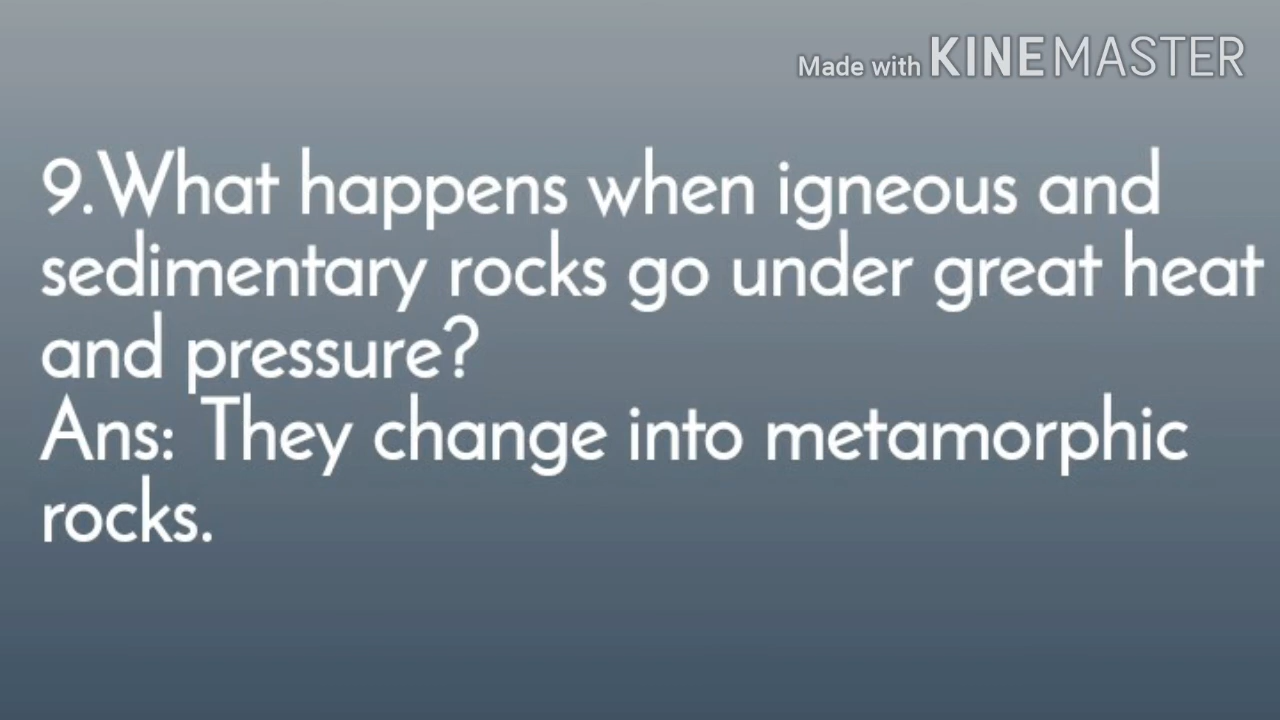 Made with KINEMASTER
9.What happens when igneous and
sedimentary rocks go under great heat
and pressure?
Ans: They change into metamorphic
rocks.